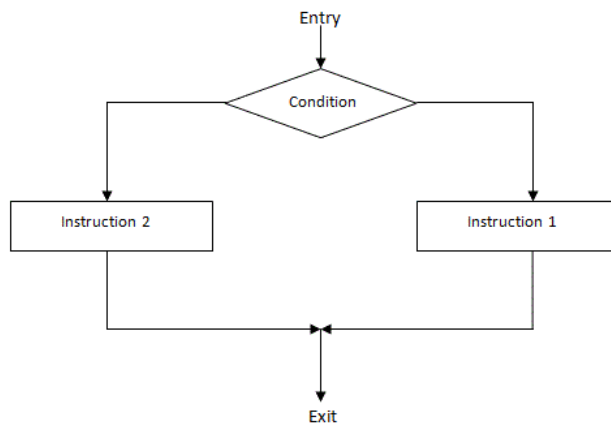 Entry
Condition
Instruction 2
Instruction 1
Exit